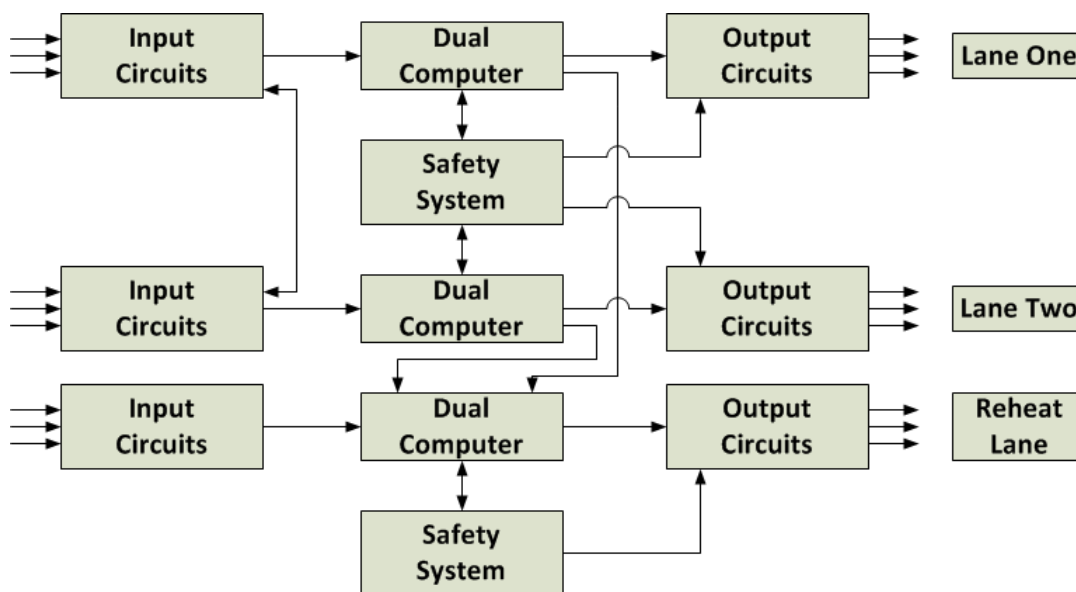 Input
Circuits
Dual
Computer
Output
Circuits
Lane One
Safety
System
Input
Circuits
Dual
Computer
Output
Circuits
Lane Two
Input
Circuits
Dual
Computer
Output
Circuits
Reheat
Lane
Safety
System